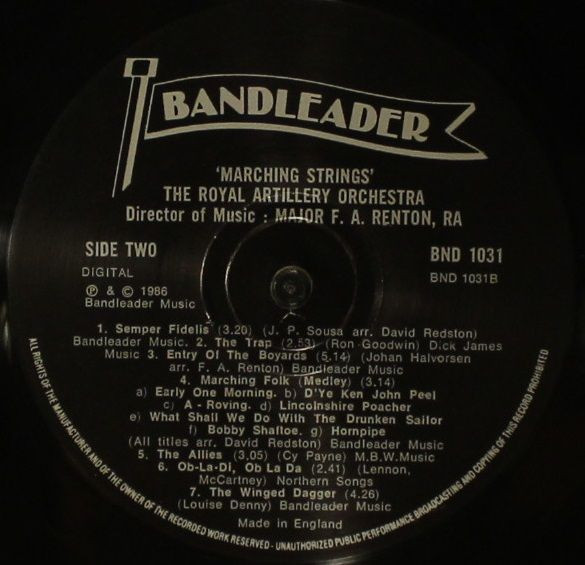 BANDLEADER
'MARCHING STRINGS'
THE ROYAL ARTILLERY ORCHESTRA
Director of Music : MAJOR F. A. RENTON, RA
SIDE TWO
BND 1031
DIGITAL
BND 1031B
Ⓟ & © 1986
Bandleader Music
1. Semper Fidelis (3.20) (J. P. Sousa arr. David Redston)
Bandleader Music. 2. The Trap (2.53) (Ron Goodwin) Dick James
Music 3. Entry Of The Boyards (5.14) (Johan Halvorsen
arr. F. A. Renton) Bandleader Music
4. Marching Folk (Medley) (3.14)
a) Early One Morning. b) D'Ye Ken John Peel
c) A - Roving. d) Lincolnshire Poacher
e) What Shall We Do With The Drunken Sailor
f) Bobby Shaftoe. g) Hornpipe
(All titles arr. David Redston) Bandleader Music
5. The Allies (3.05) (Cy Payne) M.B.W.Music
6. Ob-La-Di, Ob La Da (2.41) (Lennon,
McCartney) Northern Songs
7. The Winged Dagger (4.26)
(Louise Denny) Bandleader Music
Made in England
ALL RIGHTS OF THE MANUFACTURER AND OF THE OWNER OF THE RECORDED WORK RESERVED - UNAUTHORIZED PUBLIC PERFORMANCE BROADCASTING AND COPYING OF THIS RECORD PROHIBITED